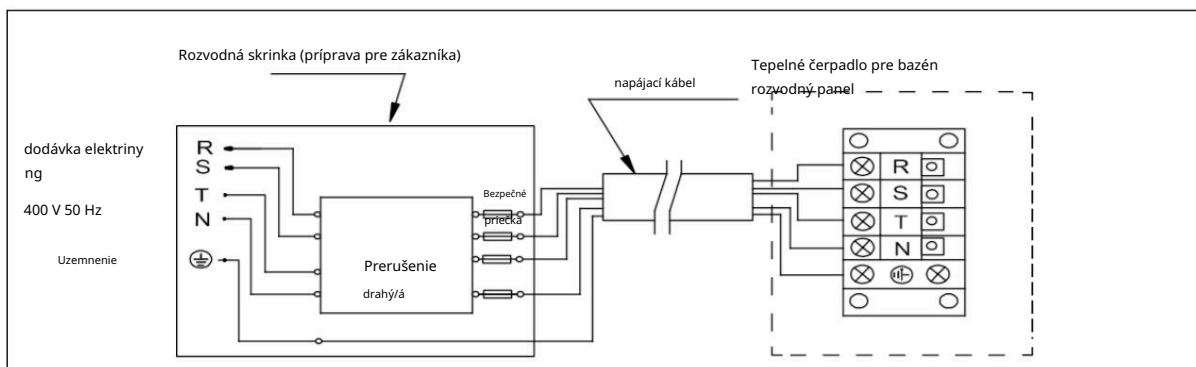 Rozvodná skrinka (príprava pre zákazníka)
napájací kábel
Tepelné čerpadlo pre bazén
rozvodný panel
dodávka elektriny
ng
400 V 50 Hz
Uzemnenie
R
S
T
N
Bezpečné
priečka
Prerušenie
drahý/á
R
S
T
N